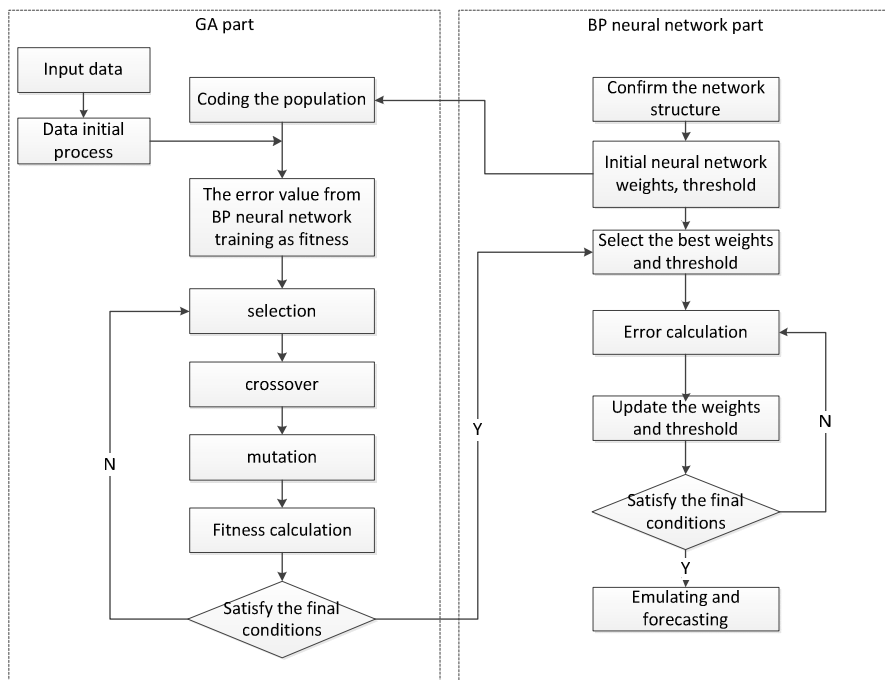 GA part
Input data
Data initial
process
Coding the population
The error value from
BP neural network
training as fitness
selection
crossover
mutation
Fitness calculation
Satisfy the final
conditions
N
Y
BP neural network part
Confirm the network
structure
Initial neural network
weights, threshold
Select the best weights
and threshold
Error calculation
Update the weights
and threshold
N
Satisfy the final
conditions
Y
Emulating and
forecasting